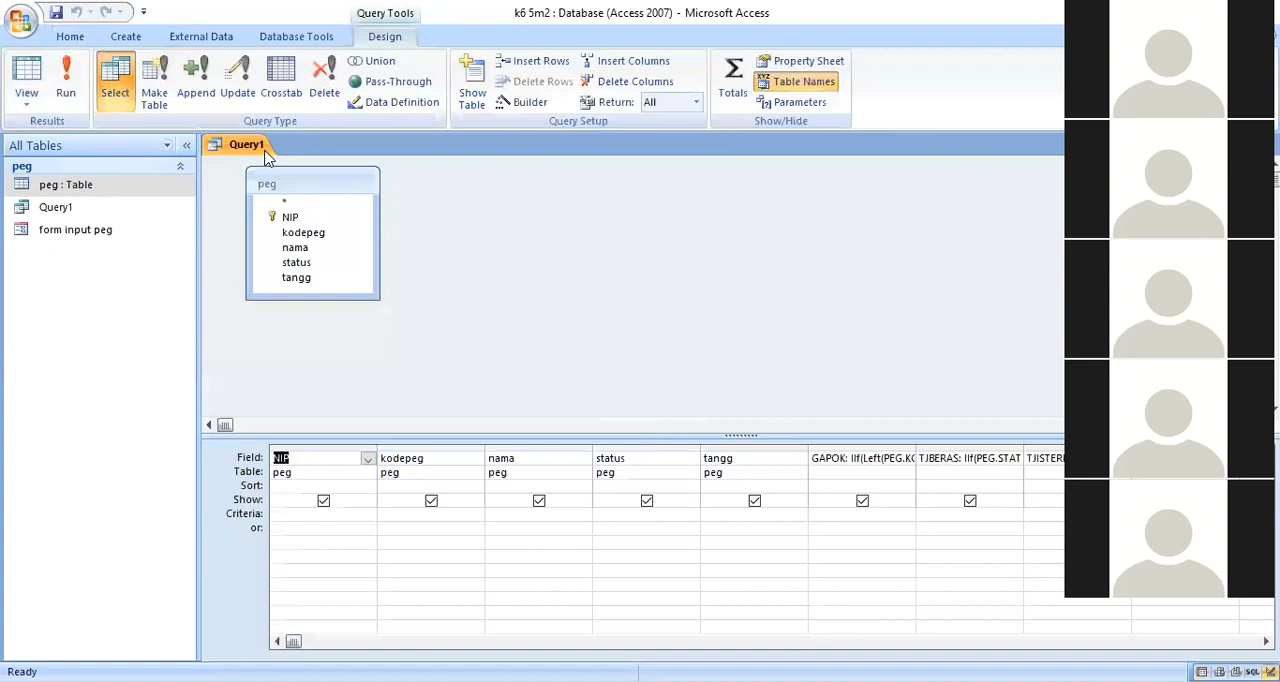 Query Tools
k6 5m2 : Database (Access 2007) - Microsoft Access
Home
Create
External Data
Database Tools
Design
View
Run
Select
Make
Table
Append
Update
Crosstab
Delete
Union
Pass-Through
Data Definition
Show
Table
Insert Rows
Delete Rows
Builder
Insert Columns
Delete Columns
Return:
All
Totals
Property Sheet
Table Names
Parameters
Results
Query Type
Query Setup
Show/Hide
All Tables
peg
peg : Table
Query1
form input peg
Query1
peg
*
NIP
kodepeg
nama
status
tangg
Field: NIP kodepeg nama status tangg GAPOK: IIf(Left(PEG.KO TJBERAS: IIf(PEG.STAT TJISTERI
Table: peg peg peg peg peg
Sort:
Show:
Criteria:
or:
Ready
SQL